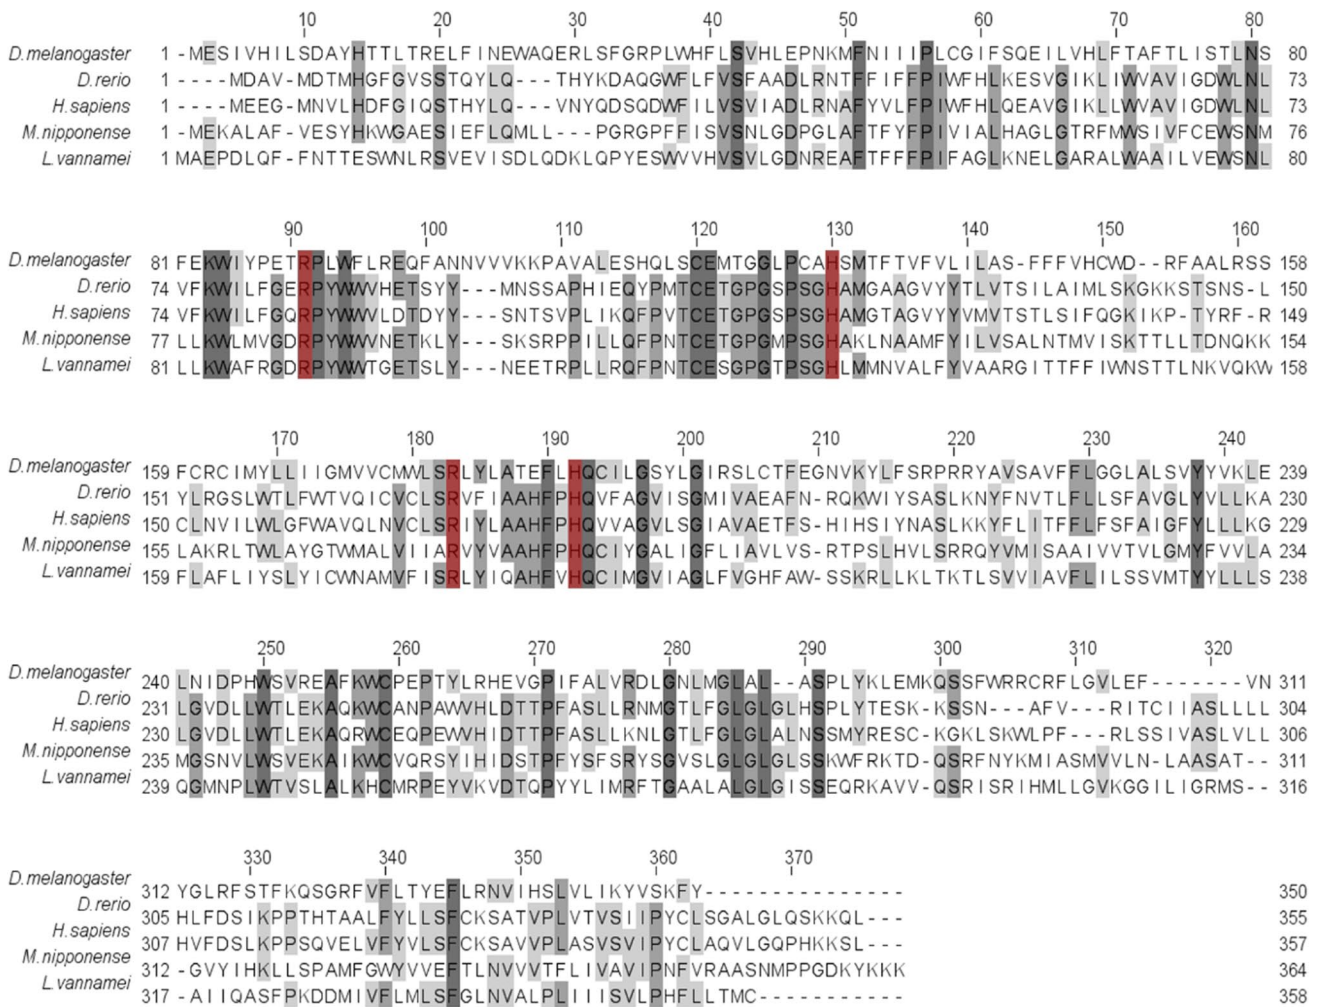 10 20 30 40 50 60 70 80
D.melanogaster 1 -MESIVHILSDAYHTTLTRELFINEWAQERLSFGRPLWHFLSVHLEPNKMFNIIIPLCGIFSQEILVHLFTAFTLISTLNS 80
D.rerio 1 ----MDAV-MDTMHGFGVSSTQYLQ---THYKDAQGWFLFVSFAADLRNTFFIFFPIWFHLKESVGIKLIWVAVIGDWLNL 73
H.sapiens 1 ----MEEG-MNVLHDFGIQSTHYLQ---VNYQDSQDWFILVSVIADLRNAFYVLFPIWFHLQEAVGIKLLWVAVIGDWLNL 73
M.nipponense 1 -MEKALAF-VESYHKWGAESIEFLQMLL---PGRGPFFISVSNLGDPGLAFTFYFPIVIALHAGLGTRFMWSIVFCEWSNM 76
L.vannamei 1 MAEPDLQF-FNTTESWNLRSVEVISDLQDKLQPYESWVVHVSVLGDNREAFTFFFPIFAGLKNELGARALWAAILVEWSNL 80
90 100 110 120 130 140 150 160
D.melanogaster 81 FEKWILYPETRPLWFLREQFANNVVVKKPAVALESHQLSCEMTGGLPCAHSMTFTVFVLILAS-FFFVHCWD--RFAALRSS 158
D.rerio 74 VFKWILFGERPYWWVHETSYY---MNSSAPHIEQYPMTCETGPGSPSGHAMGAAGVYYTLVTSILAIMLSKGKKSTSNS-L 150
H.sapiens 74 VFKWILFGQRPYWWVLDTDYY---SNTSVPLIKQFPVTCETGPGSPSGHAMGTAGVYYVMVTSTLSIFQGKIKP-TYRF-R 149
M.nipponense 77 LLKWLMVGDRPYWWVNETKLY---SKSRPPILLQFPNTCETGPGMPSGHAKLNAAMFYILVSALNTMVISKTTLLTDNQKK 154
L.vannamei 81 LLKWAFRGDRPYWWTGETSLY---NEETRPLLRQFPNTCESGPGTPSGHLMMNVALFYVAARGITTFFIWNSTTLNKVQKW 158
170 180 190 200 210 220 230 240
D.melanogaster 159 FCRCIMYLLIIGMVVCMWLSRLYLATEFLHQCILGSYLGIRSLCTFEGNVKYLFSRPRRYAVSAVFFLGGLALSVYYVKLE 239
D.rerio 151 YLRGSLWTLFWTVQICVCLSRVFIAAHFPHQVFAGVISGMIVAEAFN-RQKWIYSASLKNYFNVTLFLLSFAVGLYVLLKA 230
H.sapiens 150 CLNVILWLGFWAVQLNVCLSRIYLAAHFPHQVVAGVLSGIAVAETFS-HIHSIYNASLKKYFLITFFLFSFAIGFYLLLKG 229
M.nipponense 155 LAKRLTWLAYGTWMALVIIARVYVAAHFPHQCIYGALIGFLIAVLVS-RTPSLHVLSRRQYVMISAAIVVTVLGMYFVVLA 234
L.vannamei 159 FLAFLIYSLYICWNAMVFISRLYIQAHFVHQCIMGVIAGLFVGHFAW-SSKRLLKLTKTLSVVIAVFLILSSVMTYYLLLS 238
250 260 270 280 290 300 310 320
D.melanogaster 240 LNIDPHWSVREAFKWCPEPTYLRHEVGPIFALVRDLGNLMGLAL--ASPLYKLEMKQSSFWRRCRFLGVLEF-------VN 311
D.rerio 231 LGVDLLWTLEKAQKWCANPAWVHLDTTPFASLLRNMGTLFGLGLGLHSPLYTESK-KSSN---AFV---RITCIIASLLLL 304
H.sapiens 230 LGVDLLWTLEKAQRWCEQPEWVHIDTTPFASLLKNLGTLFGLGLALNSSMYRESC-KGKLSKWLPF---RLSSIVASLVLL 306
M.nipponense 235 MGSNVLWSVEKAIKWCVQRSYIHIDSTPFYSFSRYSGVSLGLGLGLSSKWFRKTD-QSRFNYKMIASMVVLN-LAASAT-- 311
L.vannamei 239 QGMNPLWTVSLALKHCMRPEYVKVDTQPYYLIMRFTGAALALGLGISSEQRKAVV-QSRISRIHMLLGVKGGILIGRMS-- 316
330 340 350 360 370
D.melanogaster 312 YGLRFSTFKQSGRFVFLTYEFLRNVIHSLVLIKYVSKFY--------------- 350
D.rerio 305 HLFDSIKPPTHTAALFYLLSFCKSATVPLVTVSIIPYCLSGALGLQSKKQL--- 355
H.sapiens 307 HVFDSLKPPSQVELVFYVLSFCKSAVVPLASVSVIPYCLAQVLGQPHKKSL--- 357
M.nipponense 312 -GVYIHKLLSPAMFGWYVVEFTLNVVVTFLIVAVIPNFVRAASNMPPGDKYKKK 364
L.vannamei 317 -AIIQASFPKDDMIVFLMLSFGLNVALPLIIISVLPHFLLTMC----------- 358